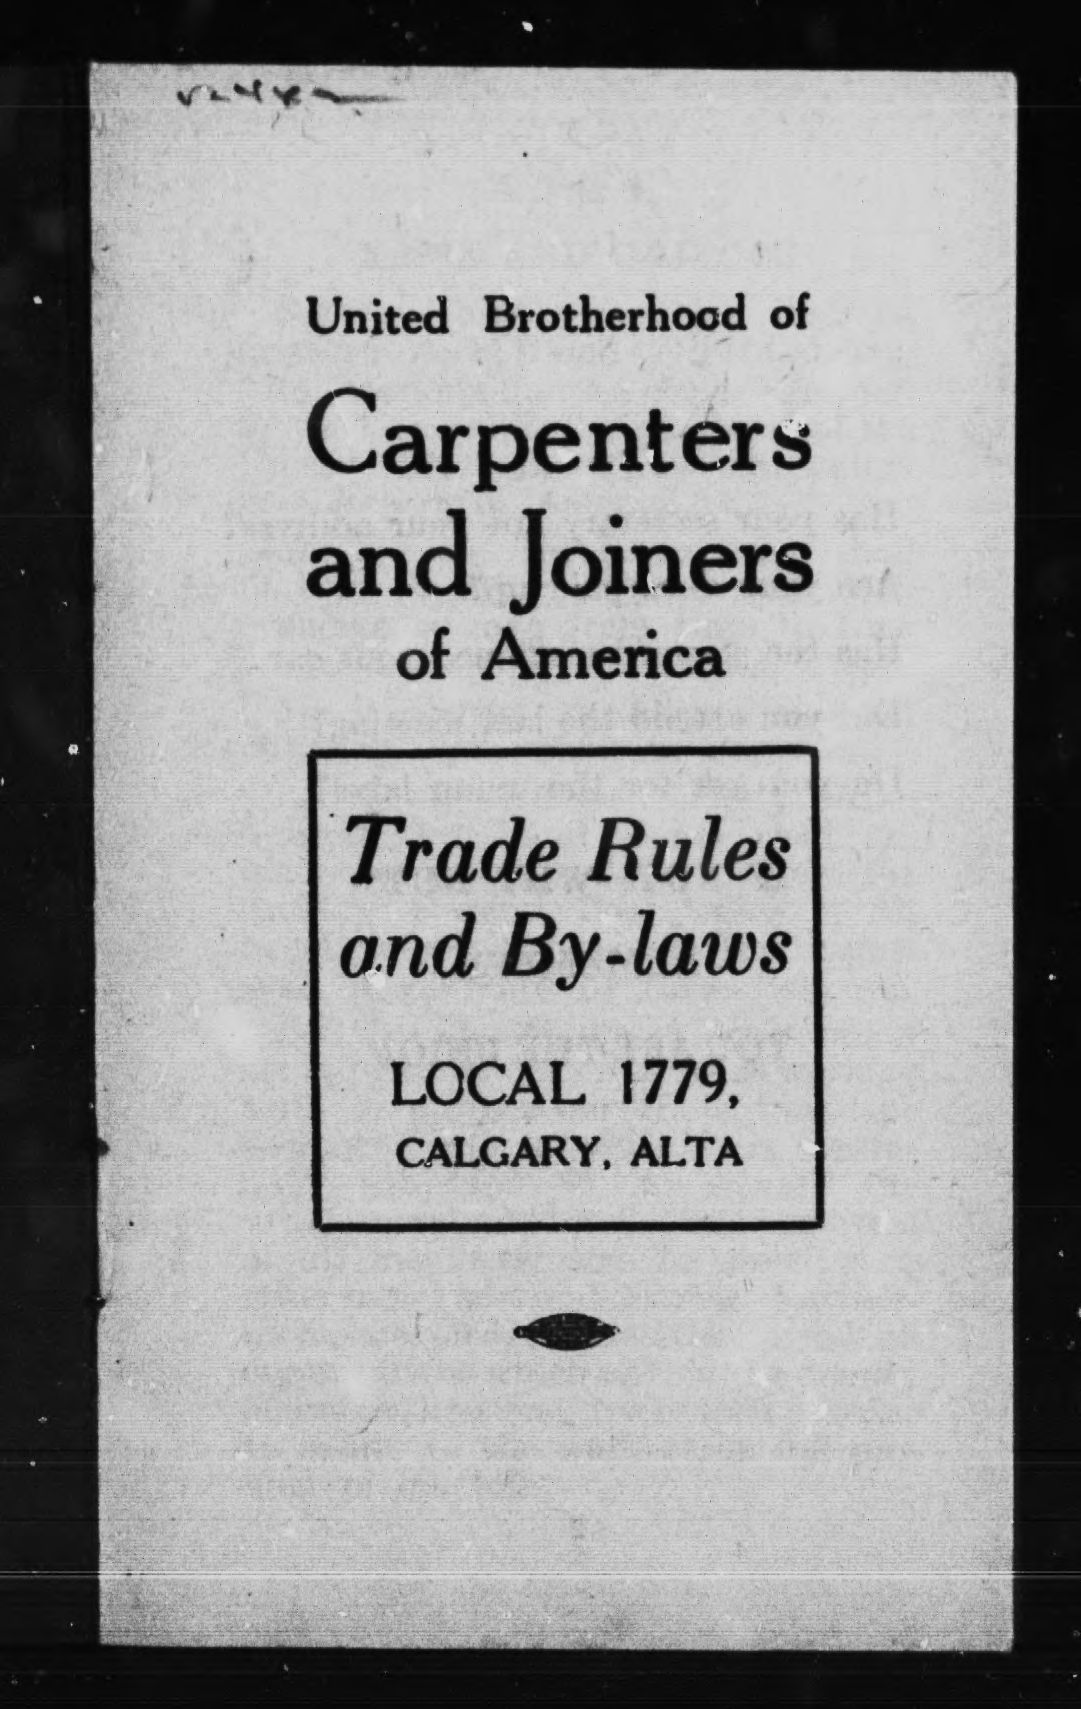 United Brotherhood of
Carpenters
and Joiners
of America
Trade Rules
and By-laws
LOCAL 1779,
CALGARY, ALTA